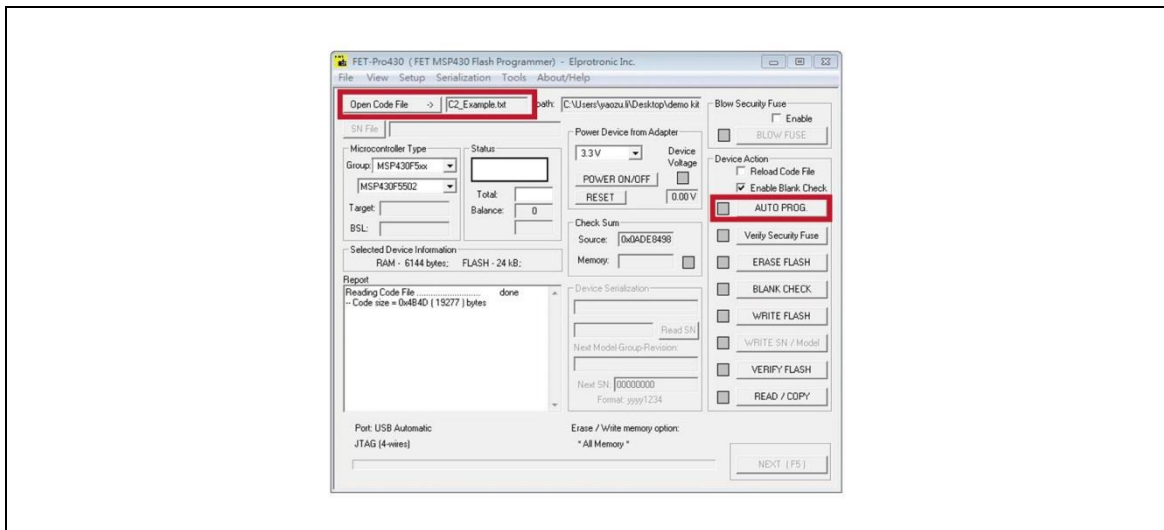 FET-Pro430 ( FET MSP430 Flash Programmer) - Elprotronic Inc.
File View Setup Serialization Tools About/Help
Open Code File -> C2_Example.txt path: C:\Users\yaozu.li\Desktop\demo kit
SN File
Microcontroller Type
Group: MSP430F5xx
MSP430F5502
Target:
BSL:
Status
Total:
Balance: 0
Selected Device Information
RAM - 6144 bytes; FLASH - 24 kB;
Report
Reading Code File ............................ done
-- Code size = 0x4B4D ( 19277 ) bytes
Power Device from Adapter
3.3 V
Device
Voltage
POWER ON/OFF
RESET 0.00 V
Check Sum
Source: 0x0ADE8498
Memory:
Device Serialization
Read SN
Next Model-Group-Revision:
Next SN: 00000000
Format: yyyy1234
Blow Security Fuse
Enable
BLOW FUSE
Device Action
Reload Code File
Enable Blank Check
AUTO PROG.
Verify Security Fuse
ERASE FLASH
BLANK CHECK
WRITE FLASH
WRITE SN / Model
VERIFY FLASH
READ / COPY
Port: USB Automatic
JTAG (4-wires)
Erase / Write memory option:
* All Memory *
NEXT ( F5 )